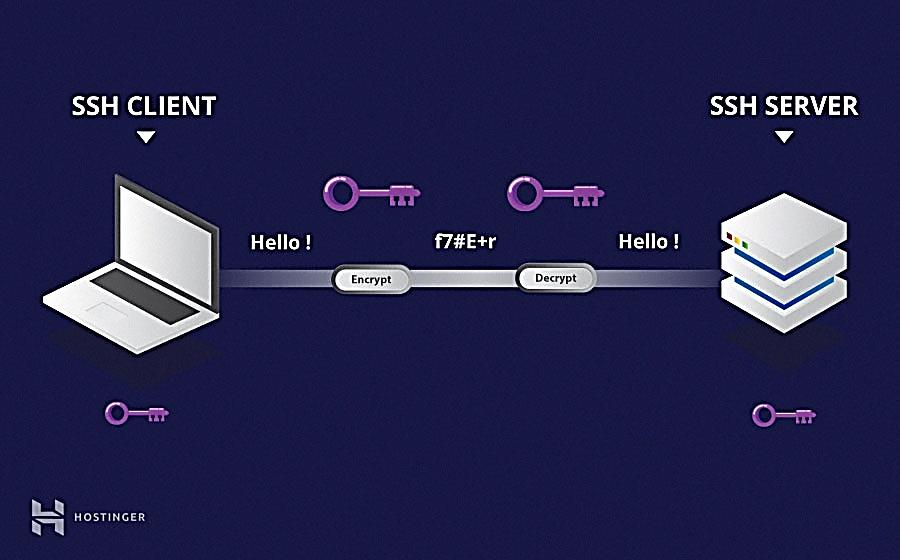 SSH CLIENT
SSH SERVER
Hello !
f7#E+r
Hello !
Encrypt
Decrypt
HOSTINGER